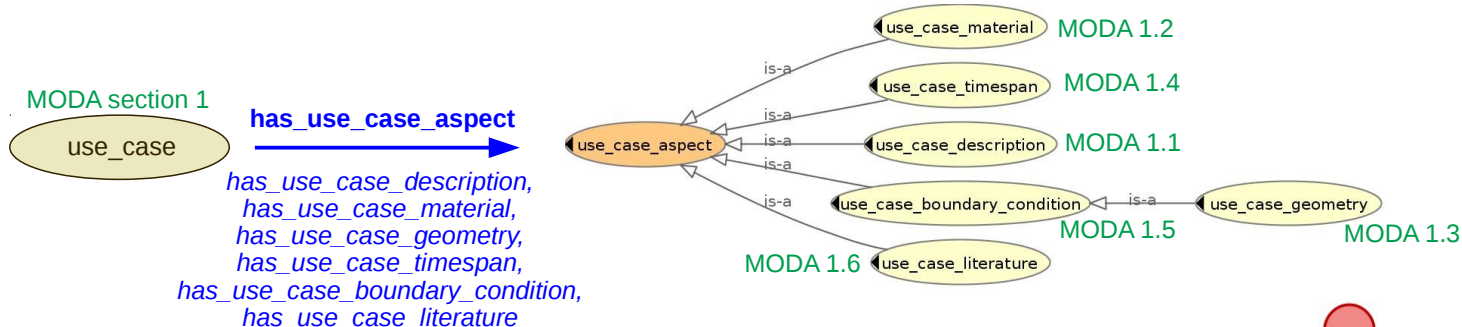 MODA section 1
use_case
has_use_case_aspect
has_use_case_description,
has_use_case_material,
has_use_case_geometry,
has_use_case_timespan,
has_use_case_boundary_condition,
has_use_case_literature
use_case_aspect
is-a
is-a
is-a
is-a
is-a
use_case_material
MODA 1.2
use_case_timespan
MODA 1.4
use_case_description
MODA 1.1
use_case_boundary_condition
MODA 1.5
is-a
use_case_geometry
MODA 1.3
MODA 1.6
use_case_literature